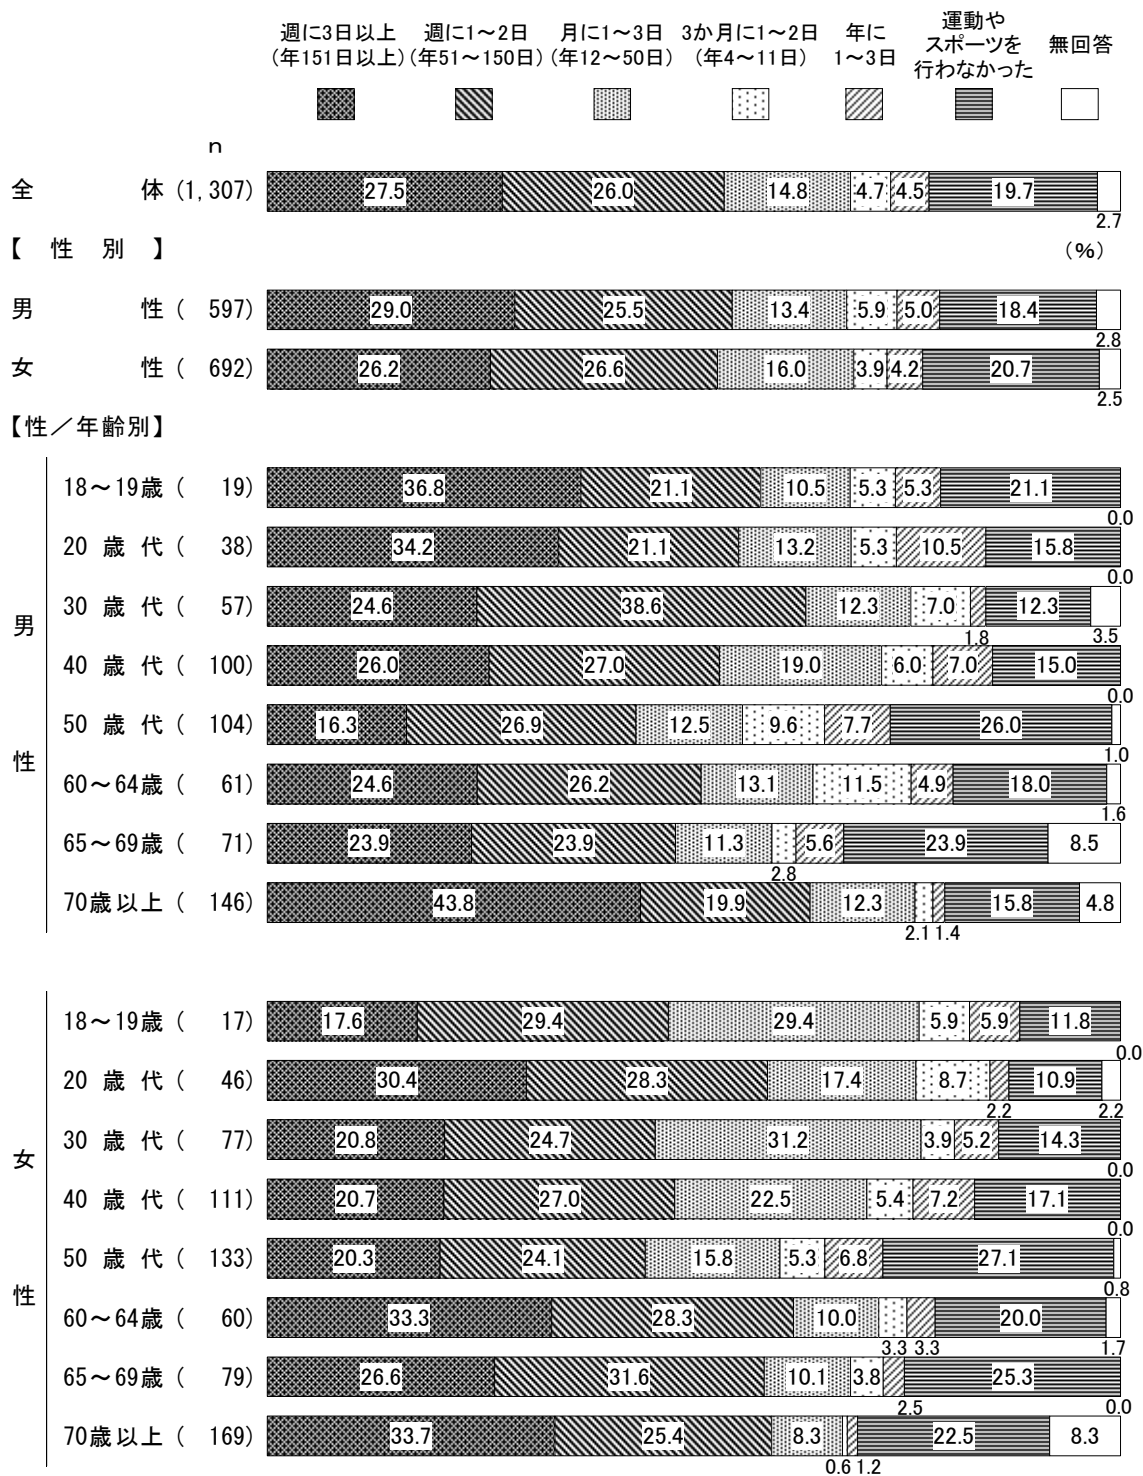 週に3日以上 週に1～2日 月に1～3日 3か月に1～2日 年に 運動や
(年151日以上) (年51～150日) (年12～50日) (年4～11日) 1～3日 スポーツを 無回答
行わなかった
n
全 体 (1,307) 27.5 26.0 14.8 4.7 4.5 19.7
2.7
【 性 別 】 (%)
男 性 ( 597) 29.0 25.5 13.4 5.9 5.0 18.4
2.8
女 性 ( 692) 26.2 26.6 16.0 3.9 4.2 20.7
2.5
【性／年齢別】
男性
18～19歳 ( 19) 36.8 21.1 10.5 5.3 5.3 21.1
0.0
20 歳 代 ( 38) 34.2 21.1 13.2 5.3 10.5 15.8
0.0
30 歳 代 ( 57) 24.6 38.6 12.3 7.0 12.3
1.8 3.5
40 歳 代 ( 100) 26.0 27.0 19.0 6.0 7.0 15.0
0.0
50 歳 代 ( 104) 16.3 26.9 12.5 9.6 7.7 26.0
1.0
60～64歳 ( 61) 24.6 26.2 13.1 11.5 4.9 18.0
1.6
65～69歳 ( 71) 23.9 23.9 11.3 5.6 23.9 8.5
2.8
70歳以上 ( 146) 43.8 19.9 12.3 15.8 4.8
2.1 1.4
女性
18～19歳 ( 17) 17.6 29.4 29.4 5.9 5.9 11.8
0.0
20 歳 代 ( 46) 30.4 28.3 17.4 8.7 10.9
2.2 2.2
30 歳 代 ( 77) 20.8 24.7 31.2 3.9 5.2 14.3
0.0
40 歳 代 ( 111) 20.7 27.0 22.5 5.4 7.2 17.1
0.0
50 歳 代 ( 133) 20.3 24.1 15.8 5.3 6.8 27.1
0.8
60～64歳 ( 60) 33.3 28.3 10.0 20.0
3.3 3.3 1.7
65～69歳 ( 79) 26.6 31.6 10.1 3.8 25.3
2.5 0.0
70歳以上 ( 169) 33.7 25.4 8.3 22.5 8.3
0.6 1.2